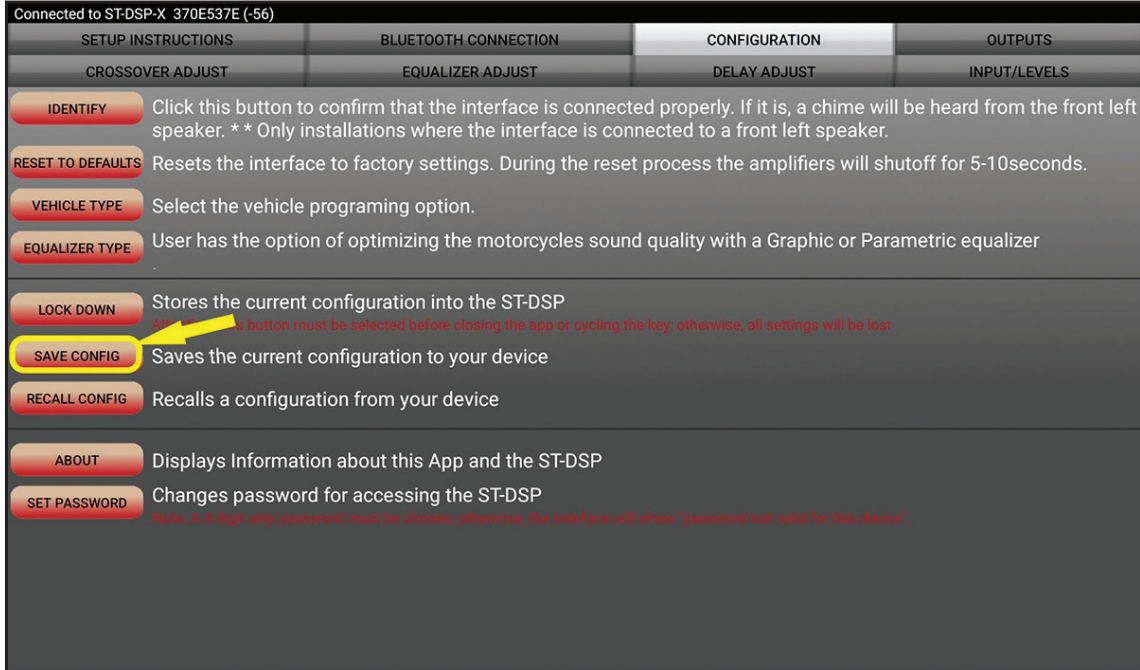 Connected to ST-DSP-X 370E537E (-56)
SETUP INSTRUCTIONS BLUETOOTH CONNECTION CONFIGURATION OUTPUTS
CROSSOVER ADJUST EQUALIZER ADJUST DELAY ADJUST INPUT/LEVELS
IDENTIFY Click this button to confirm that the interface is connected properly. If it is, a chime will be heard from the front left
speaker. * * Only installations where the interface is connected to a front left speaker.
RESET TO DEFAULTS Resets the interface to factory settings. During the reset process the amplifiers will shutoff for 5-10seconds.
VEHICLE TYPE Select the vehicle programing option.
EQUALIZER TYPE User has the option of optimizing the motorcycles sound quality with a Graphic or Parametric equalizer
.
LOCK DOWN Stores the current configuration into the ST-DSP
button must be selected before closing the app or cycling the key; otherwise, all settings will be lost
SAVE CONFIG Saves the current configuration to your device
RECALL CONFIG Recalls a configuration from your device
ABOUT Displays Information about this App and the ST-DSP
SET PASSWORD Changes password for accessing the ST-DSP
Note: A 4-digit only password must be chosen; otherwise, the interface will show "password not valid for this device".